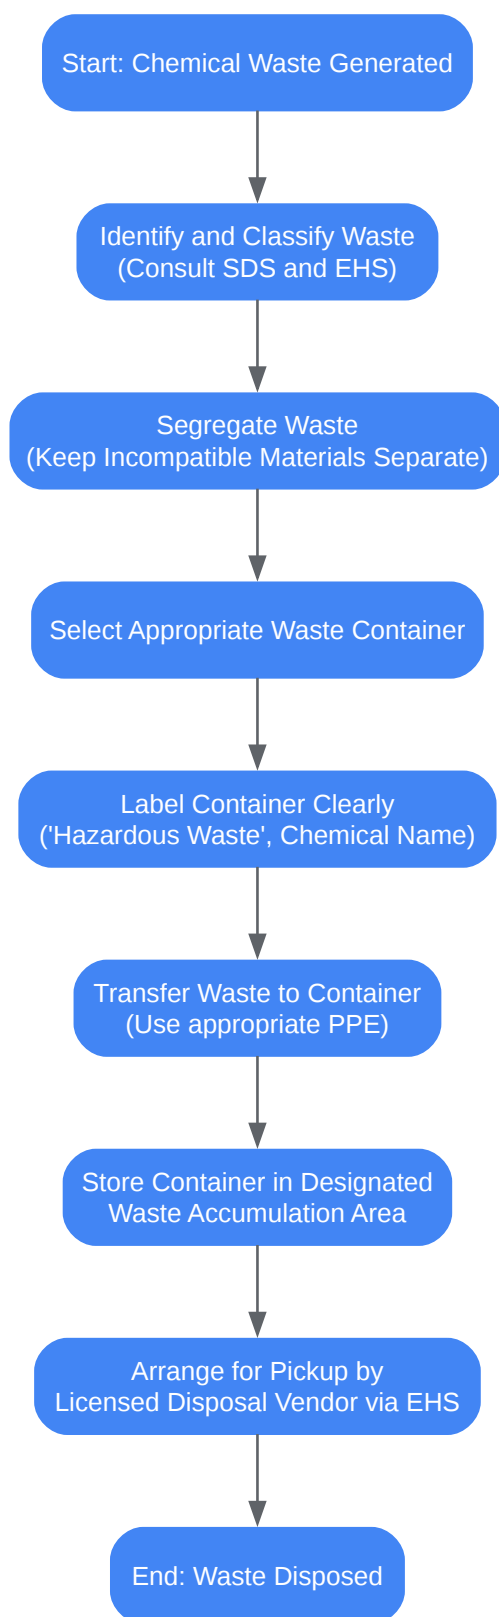 Start: Chemical Waste Generated
Identify and Classify Waste
(Consult SDS and EHS)
Segregate Waste
(Keep Incompatible Materials Separate)
Select Appropriate Waste Container
Label Container Clearly
('Hazardous Waste', Chemical Name)
Transfer Waste to Container
(Use appropriate PPE)
Store Container in Designated
Waste Accumulation Area
Arrange for Pickup by
Licensed Disposal Vendor via EHS
End: Waste Disposed